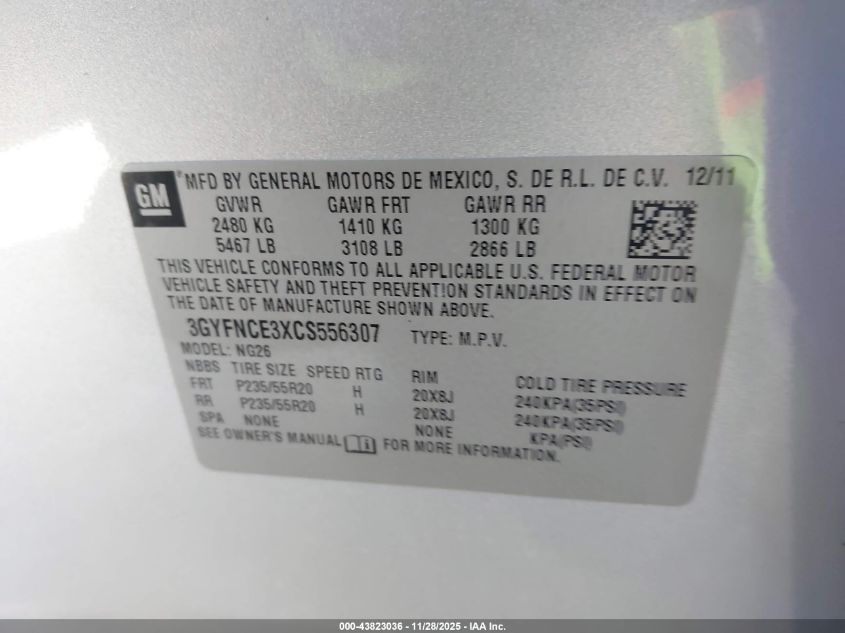 GM
MFD BY GENERAL MOTORS DE MEXICO, S. DE R.L. DE C.V. 12/11
GVWR GAWR FRT GAWR RR
2480 KG 1410 KG 1300 KG
5467 LB 3108 LB 2866 LB
THIS VEHICLE CONFORMS TO ALL APPLICABLE U.S. FEDERAL MOTOR
VEHICLE SAFETY AND THEFT PREVENTION STANDARDS IN EFFECT ON
THE DATE OF MANUFACTURE SHOWN ABOVE.
3GYFNCE3XCS556307 TYPE: M.P.V.
MODEL: NG26
NBBS TIRE SIZE SPEED RTG RIM COLD TIRE PRESSURE
FRT P235/55R20 H 20X8J 240KPA(35PSI)
RR P235/55R20 H 20X8J 240KPA(35PSI)
SPA NONE NONE KPA(PSI)
SEE OWNER'S MANUAL FOR MORE INFORMATION.
000-43823036 - 11/28/2025 - IAA Inc.